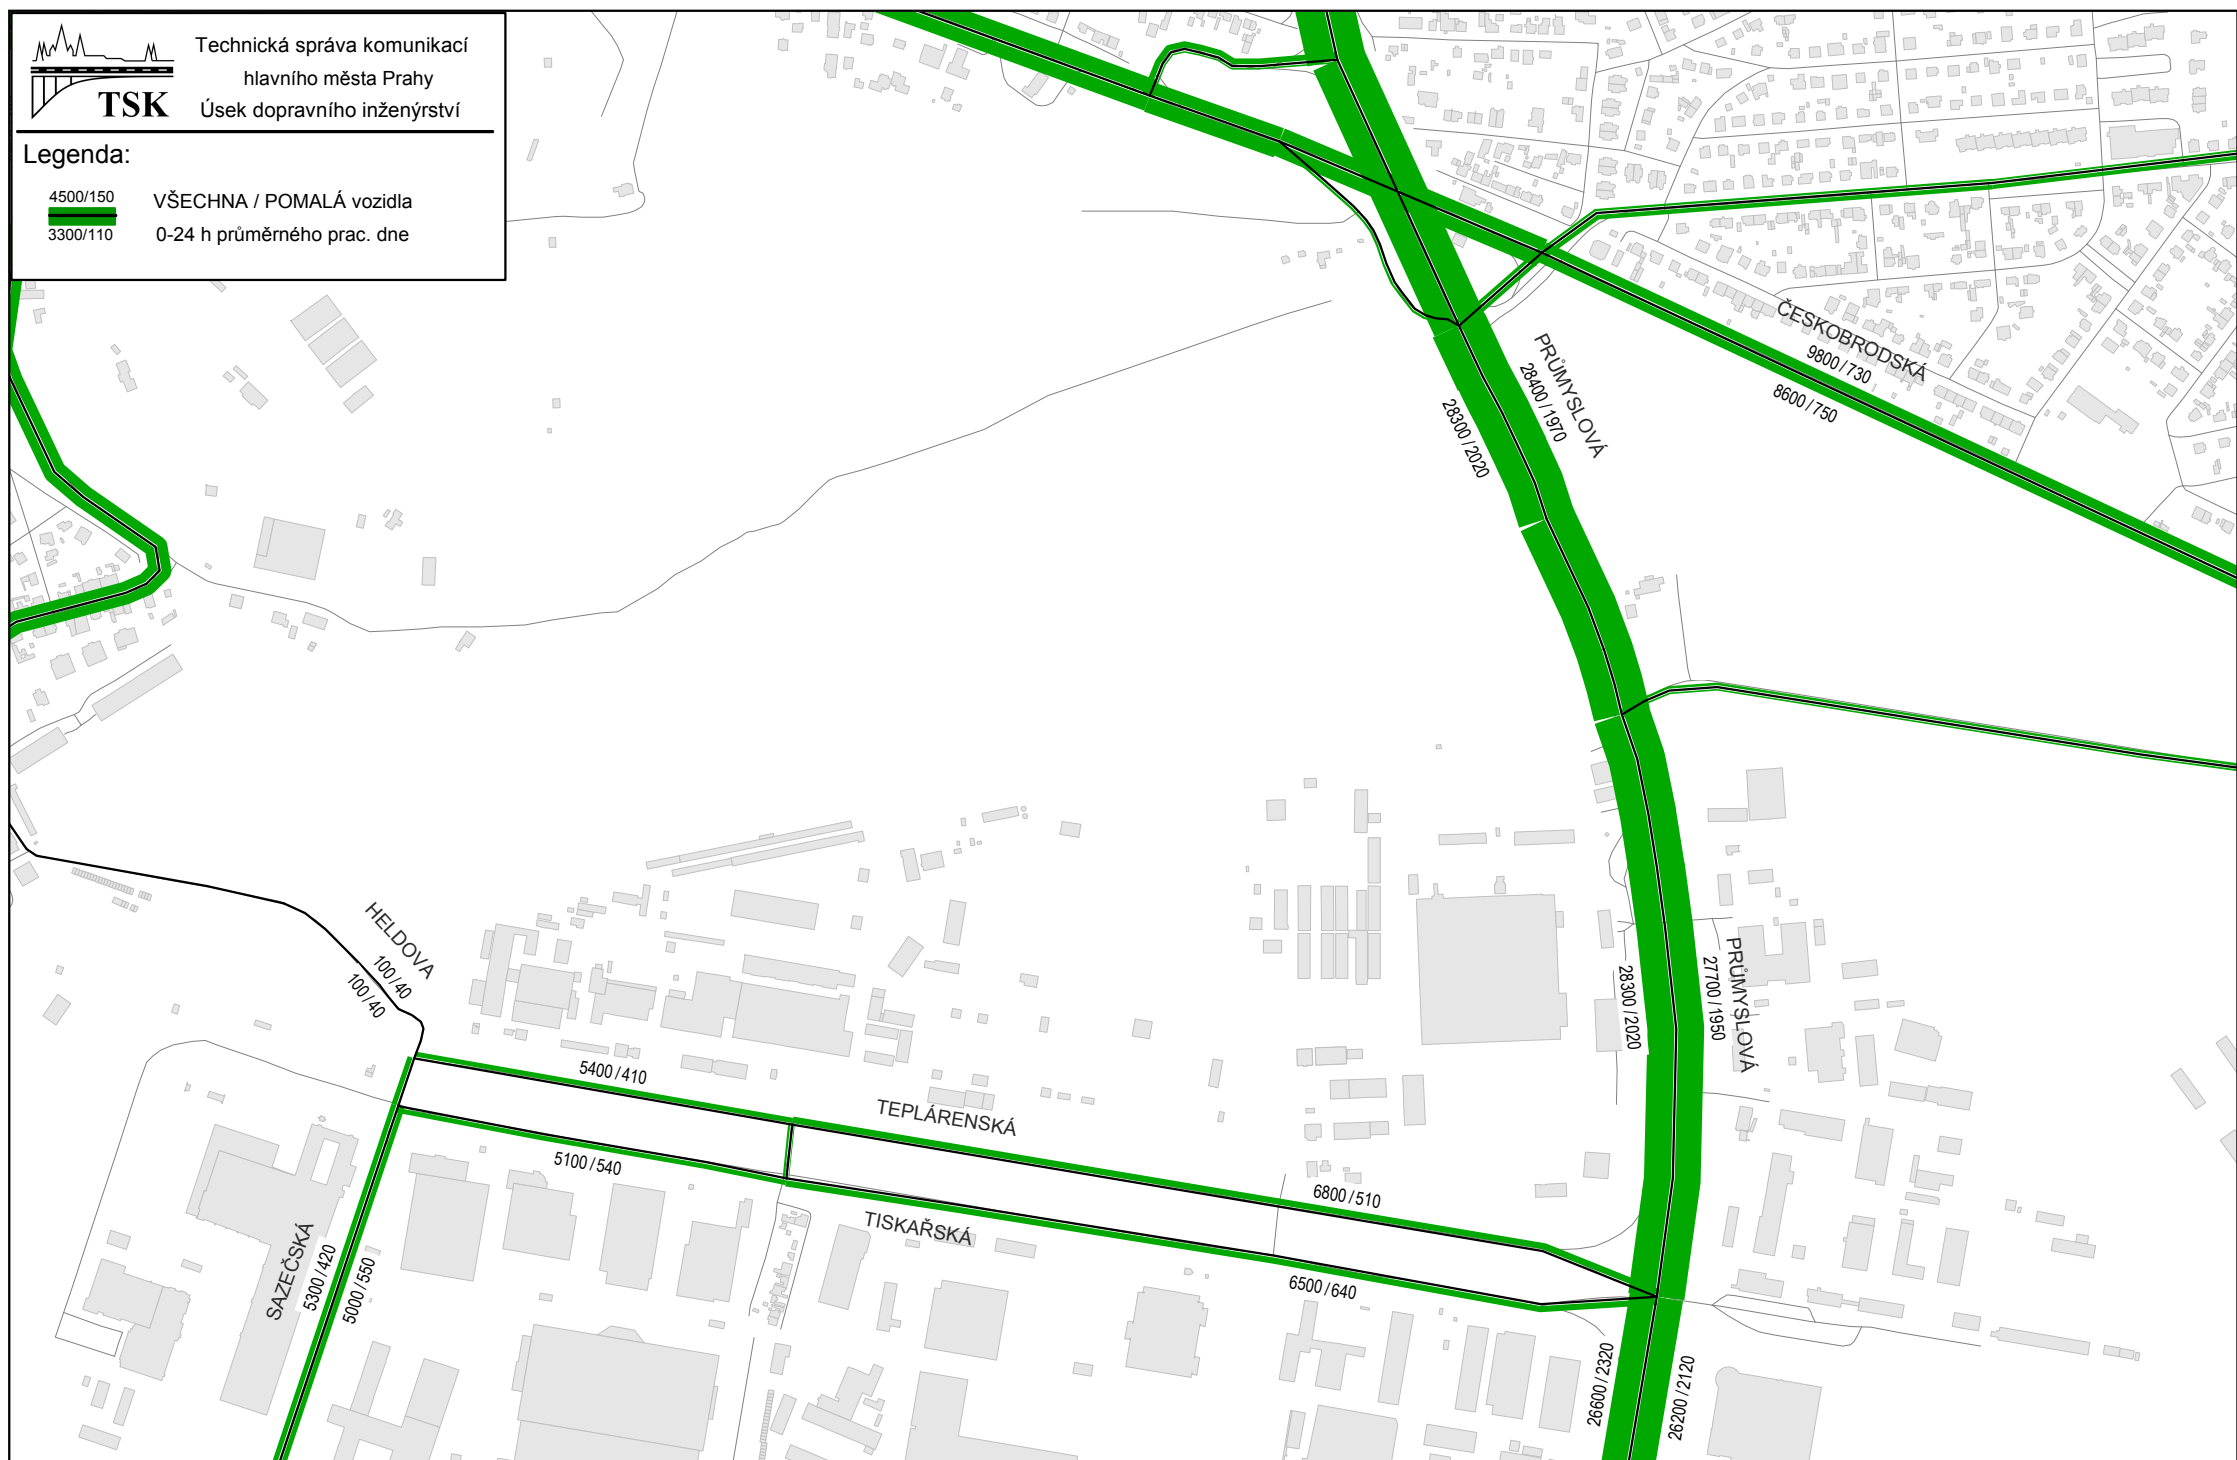 Technická správa komunikací
hlavního města Prahy
Úsek dopravního inženýrství
TSK
Legenda:
4500/150
VŠECHNA / POMALÁ vozidla
3300/110
0-24 h průměrného prac. dne
ČESKOBRODSKÁ
9800/730
8600/750
PRŮMYSLOVÁ
28400/1970
28300/2020
HELDOVA
100/40
100/40
PRŮMYSLOVÁ
27700/1950
28300/2020
5400/410
TEPLÁRENSKÁ
5100/540
6800/510
TISKAŘSKÁ
6500/640
SAZEČSKÁ
5300/420
5000/550
26600/2320
26200/2120